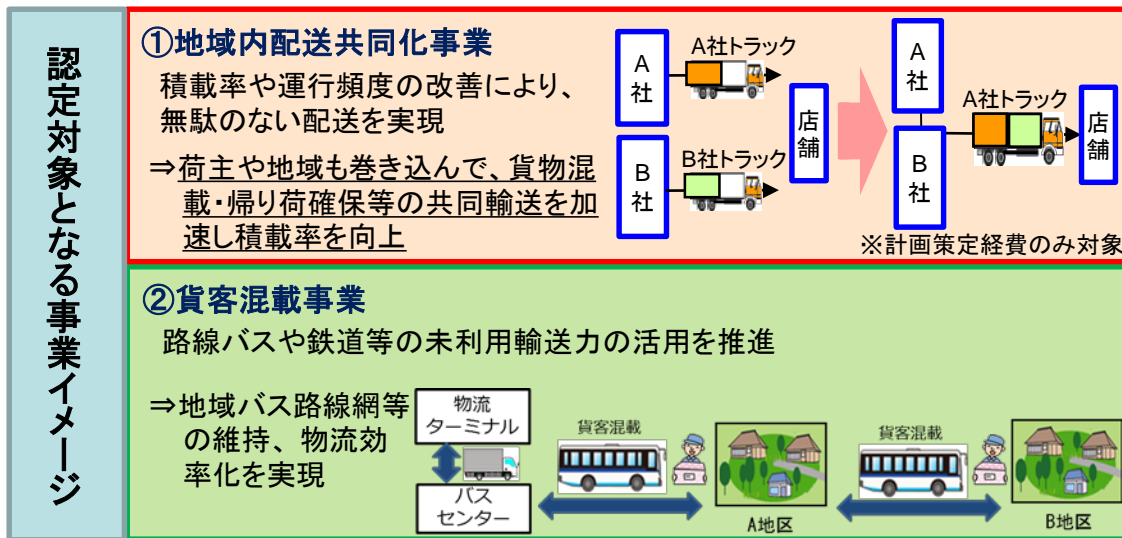 認定対象となる事業イメージ
①地域内配送共同化事業
積載率や運行頻度の改善により、
無駄のない配送を実現
⇒荷主や地域も巻き込んで、貨物混
載・帰り荷確保等の共同輸送を加
速し積載率を向上
A社
A社トラック
B社
B社トラック
店舗
A社
B社
A社トラック
店舗
※計画策定経費のみ対象
②貨客混載事業
路線バスや鉄道等の未利用輸送力の活用を推進
⇒地域バス路線網等
の維持、物流効
率化を実現
物流
ターミナル
バス
センター
貨客混載
A地区
貨客混載
B地区